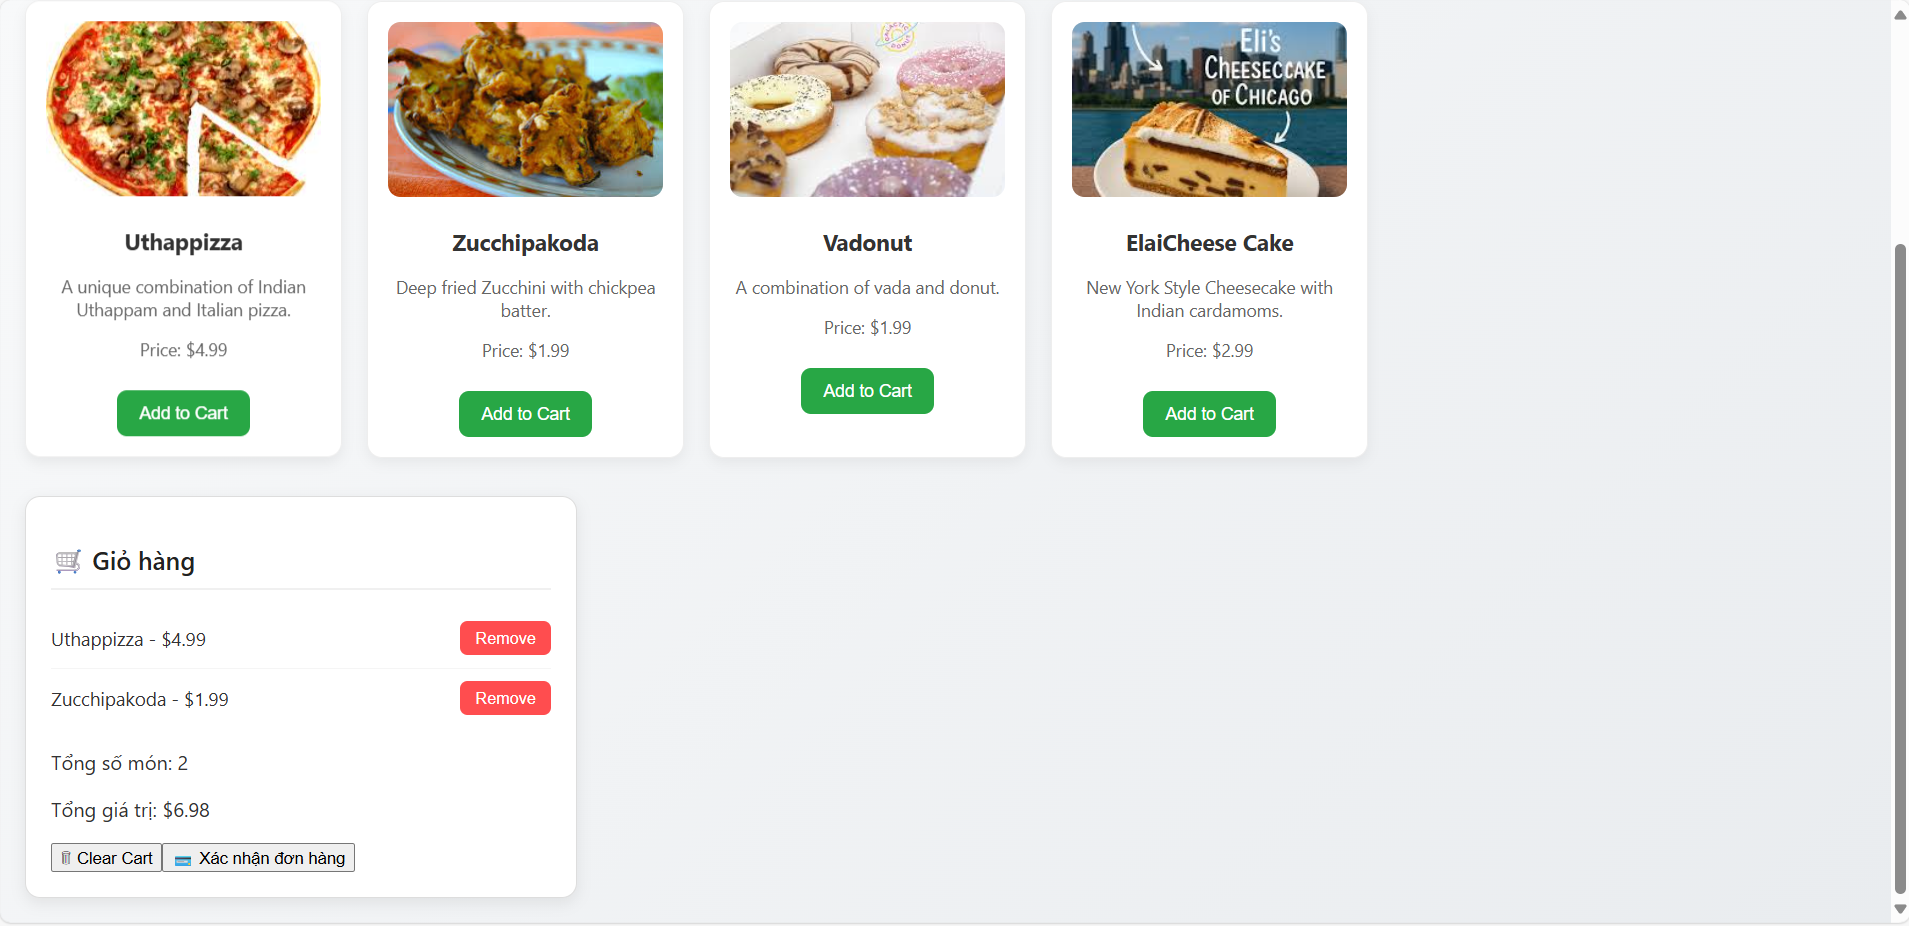 GALACTIC
DONUT
Eli's
CHEESECCAKE
OF CHICAGO
Uthappizza
A unique combination of Indian
Uthappam and Italian pizza.
Price: $4.99
Add to Cart
Zucchipakoda
Deep fried Zucchini with chickpea
batter.
Price: $1.99
Add to Cart
Vadonut
A combination of vada and donut.
Price: $1.99
Add to Cart
ElaiCheese Cake
New York Style Cheesecake with
Indian cardamoms.
Price: $2.99
Add to Cart
Giỏ hàng
Uthappizza - $4.99
Remove
Zucchipakoda - $1.99
Remove
Tổng số món: 2
Tổng giá trị: $6.98
Clear Cart
Xác nhận đơn hàng